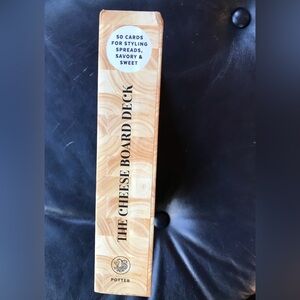 50 CARDS
FOR STYLING
SPREADS,
SAVORY &
SWEET
THE CHEESE BOARD DECK
POTTER